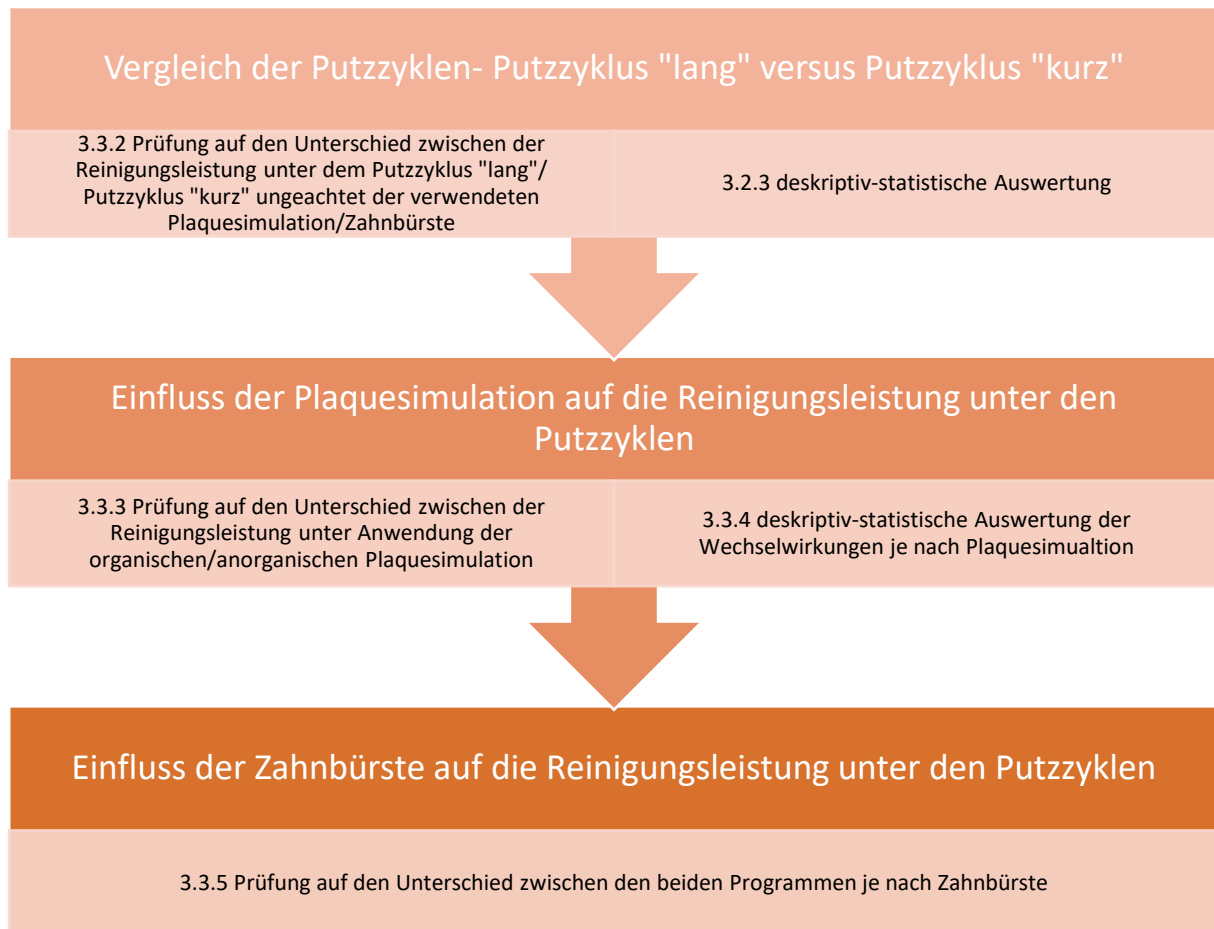 Vergleich der Putzzyklen- Putzzyklus "lang" versus Putzzyklus "kurz"
3.3.2 Prüfung auf den Unterschied zwischen der
Reinigungsleistung unter dem Putzzyklus "lang"/
Putzzyklus "kurz" ungeachtet der verwendeten
Plaquesimulation/Zahnbürste
3.2.3 deskriptiv-statistische Auswertung
Einfluss der Plaquesimulation auf die Reinigungsleistung unter den
Putzzyklen
3.3.3 Prüfung auf den Unterschied zwischen der
Reinigungsleistung unter Anwendung der
organischen/anorganischen Plaquesimulation
3.3.4 deskriptiv-statistische Auswertung der
Wechselwirkungen je nach Plaquesimualtion
Einfluss der Zahnbürste auf die Reinigungsleistung unter den Putzzyklen
3.3.5 Prüfung auf den Unterschied zwischen den beiden Programmen je nach Zahnbürste